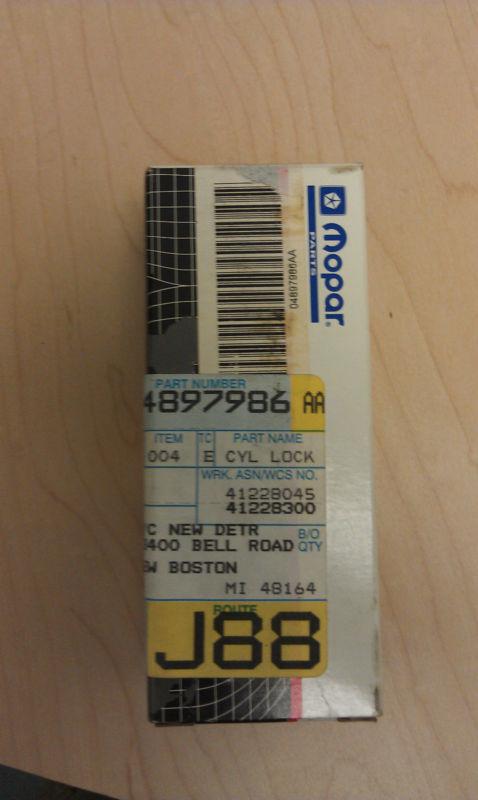 Mopar
PARTS
04897986AA
PART NUMBER
4897986 AA
ITEM TC PART NAME
004 E CYL LOCK
WRK. ASN/WCS NO.
41228045
41228300
C NEW DETR B/O
400 BELL ROAD QTY
W BOSTON
MI 48164
ROUTE
J88